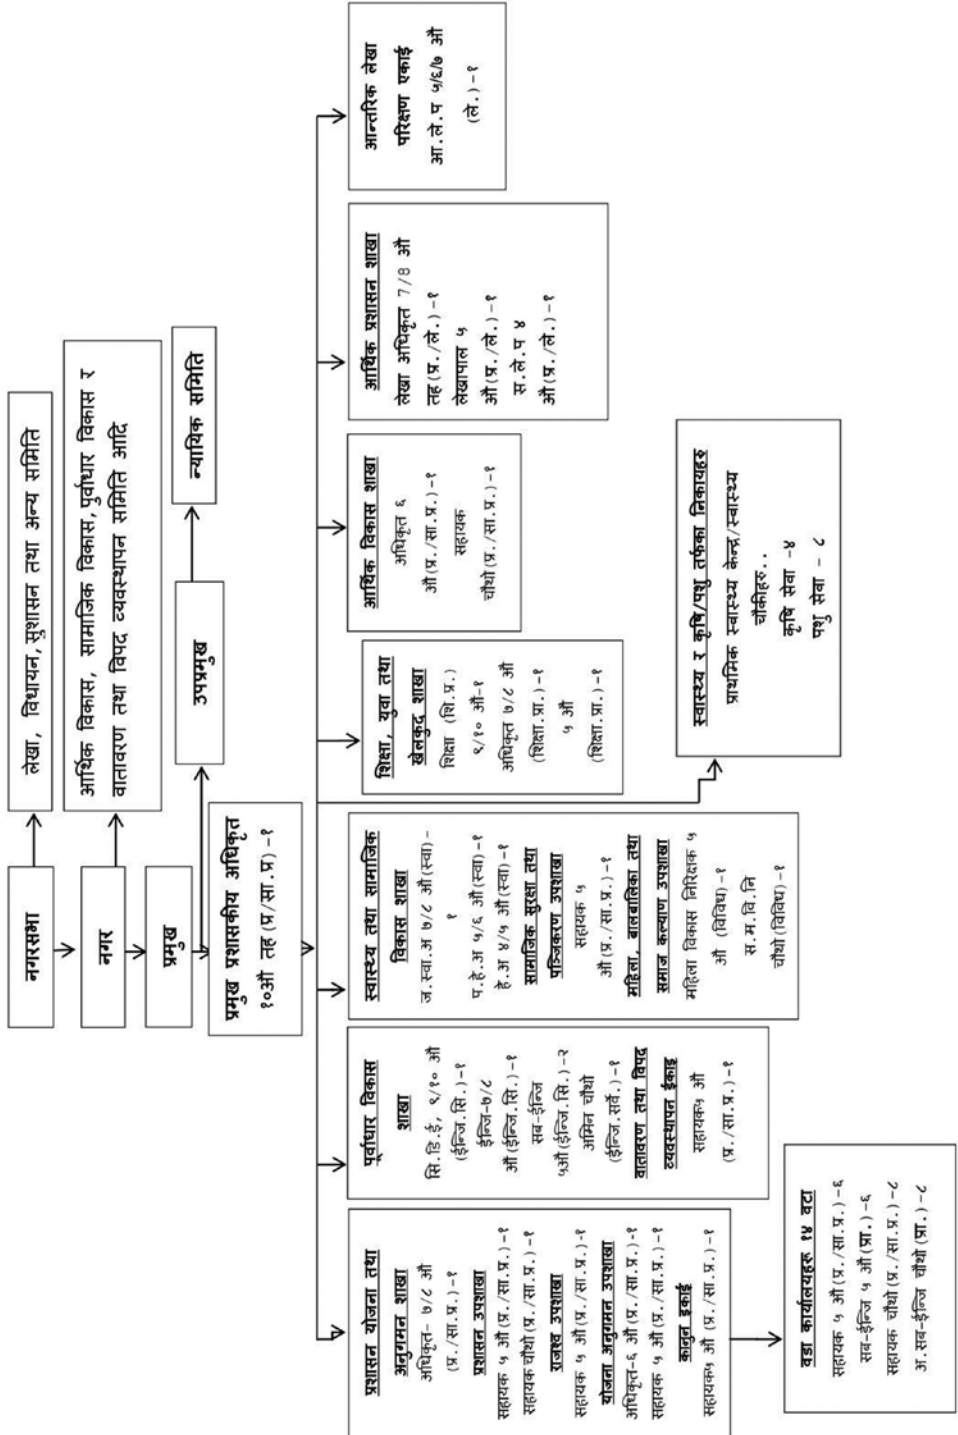 नगरसभा
लेखा, विधायन, सुशासन तथा अन्य समिति
नगर
आर्थिक विकास, सामाजिक विकास, पुर्वाधार विकास र
वातावरण तथा विपद व्यवस्थापन समिति आदि
प्रमुख
उपप्रमुख
न्यायिक समिति
प्रमुख प्रशासकीय अधिकृत
१०औ तह (प्र/सा.प्र)-१
प्रशासन योजना तथा
अनुगमन शाखा
अधिकृत- ७/८ औ
(प्र./सा.प्र.)-१
प्रशासन उपशाखा
सहायक ५ औ(प्र./सा.प्र.)-१
सहायक चौथो(प्र./सा.प्र.)-१
राजश्व उपशाखा
सहायक ५ औ(प्र./सा.प्र.)-१
योजना अनुगमन उपशाखा
अधिकृत-६ औ(प्र./सा.प्र.)-१
सहायक ५ औ(प्र./सा.प्र.)-१
कानुन इकाई
सहायक५ औ (प्र./सा.प्र.)-१
पूर्वाधार विकास
शाखा
सि.डि.ई, ९/१० औ
(ईन्जि.सि.)-१
ईन्जि-७/८
औ(ईन्जि.सि.)-१
सब-ईन्जि
५औ(ईन्जि.सि.)-२
अमिन चौथो
(ईन्जि.सर्वे.)-१
वातावरण तथा विपद
व्यवस्थापन ईकाइ
सहायक५ औ
(प्र./सा.प्र.)-१
स्वास्थ्य तथा सामाजिक
विकास शाखा
ज.स्वा.अ ७/८ औ(स्वा)-
१
प.हे.अ ५/६ औ(स्वा)-१
हे.अ ४/५ औ(स्वा)-१
सामाजिक सुरक्षा तथा
पञ्जिकरण उपशाखा
सहायक ५
औ(प्र./सा.प्र.)-१
महिला, बालबालिका तथा
समाज कल्याण उपशाखा
महिला विकास निरिक्षक ५
औ (विविध)-१
स.म.वि.नि
चौथो(विविध)-१
शिक्षा, युवा तथा
खेलकुद शाखा
शिक्षा (शि.प्र.)
९/१० औ-१
अधिकृत ७/८ औ
(शिक्षा.प्रा.)-१
५ औ
(शिक्षा.प्रा.)-१
आर्थिक विकास शाखा
अधिकृत ६
औ(प्र./सा.प्र.)-१
सहायक
चौथो(प्र./सा.प्र.)-१
आर्थिक प्रशासन शाखा
लेखा अधिकृत 7/8 औ
तह(प्र./ले.)-१
लेखापाल ५
औ(प्र./ले.)-१
स.ले.प ४
औ(प्र./ले.)-१
आन्तरिक लेखा
परिक्षण एकाई
आ.ले.प ५/६/७ औ
(ले.)-१
वडा कार्यालयहरु १४ वटा
सहायक ५ औ(प्र./सा.प्र.)-६
सब-ईन्जि ५ औ(प्रा.)-६
सहायक चौथो(प्र./सा.प्र.)-८
अ.सब-ईन्जि चौथो(प्रा.)-८
स्वास्थ्य र कृषि/पशु तर्फका निकायहरु
प्राथमिक स्वास्थ्य केन्द्र/स्वास्थ्य
चौकीहरु..
कृषि सेवा -४
पशु सेवा - ८